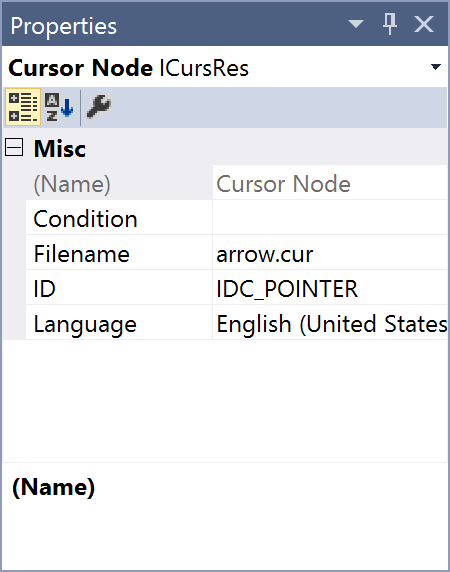 Properties
Cursor Node ICursRes
Misc
(Name) Cursor Node
Condition
Filename arrow.cur
ID IDC_POINTER
Language English (United States
(Name)